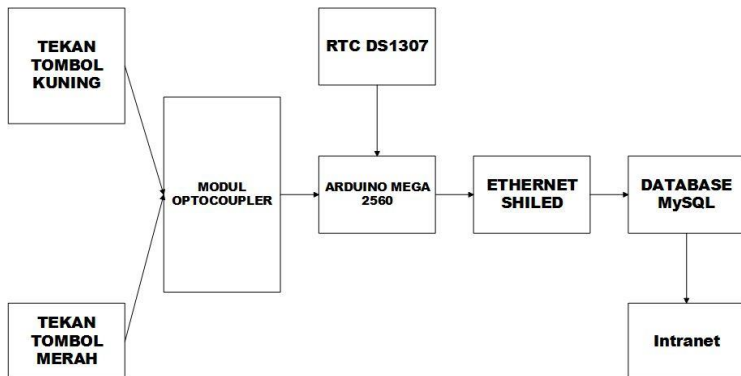 TEKAN
TOMBOL
KUNING
RTC DS1307
MODUL
OPTOCOUPLER
ARDUINO MEGA
2560
ETHERNET
SHILED
DATABASE
MySQL
TEKAN
TOMBOL
MERAH
Intranet